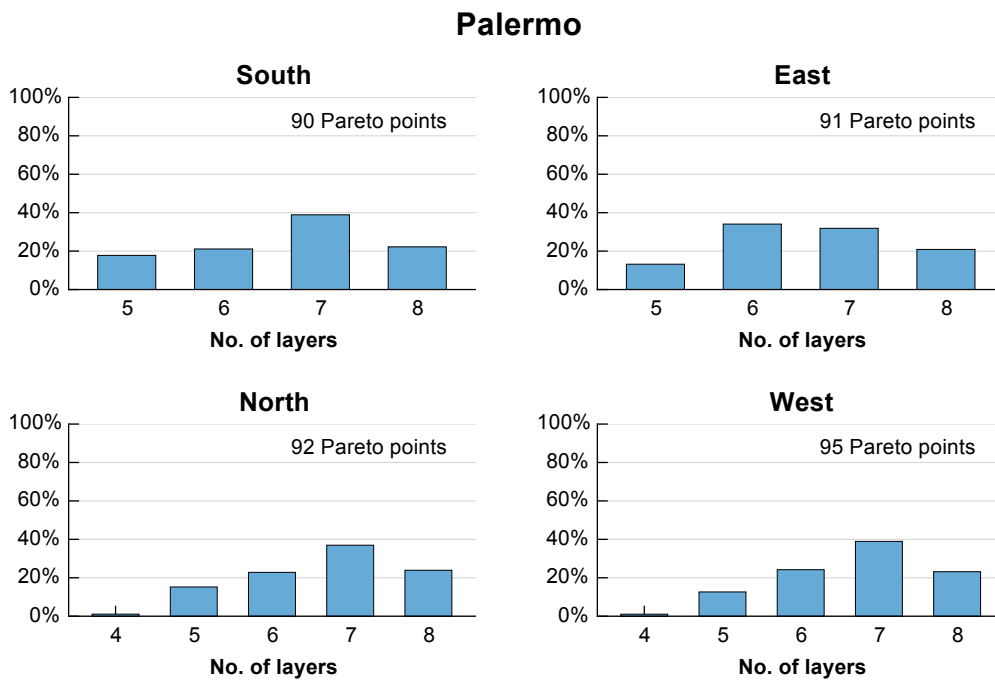 Palermo
South
100%
90 Pareto points
80%
60%
40%
20%
0%
5 6 7 8
No. of layers
East
100%
91 Pareto points
80%
60%
40%
20%
0%
5 6 7 8
No. of layers
North
100%
92 Pareto points
80%
60%
40%
20%
0%
4 5 6 7 8
No. of layers
West
100%
95 Pareto points
80%
60%
40%
20%
0%
4 5 6 7 8
No. of layers